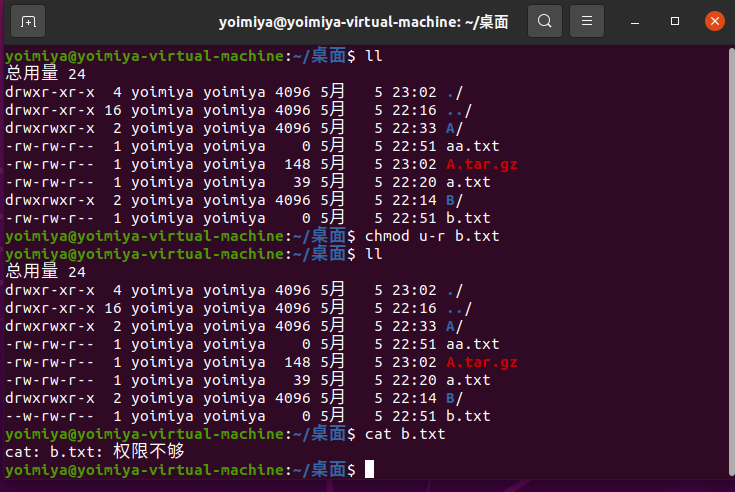 yoimiya@yoimiya-virtual-machine: ~/桌面
yoimiya@yoimiya-virtual-machine:~/桌面$ ll
总用量 24
drwxr-xr-x  4 yoimiya yoimiya 4096 5月   5 23:02 ./
drwxr-xr-x 16 yoimiya yoimiya 4096 5月   5 22:16 ../
drwxrwxr-x  2 yoimiya yoimiya 4096 5月   5 22:33 A/
-rw-rw-r--  1 yoimiya yoimiya    0 5月   5 22:51 aa.txt
-rw-rw-r--  1 yoimiya yoimiya  148 5月   5 23:02 A.tar.gz
-rw-rw-r--  1 yoimiya yoimiya   39 5月   5 22:20 a.txt
drwxrwxr-x  2 yoimiya yoimiya 4096 5月   5 22:14 B/
-rw-rw-r--  1 yoimiya yoimiya    0 5月   5 22:51 b.txt
yoimiya@yoimiya-virtual-machine:~/桌面$ chmod u-r b.txt
yoimiya@yoimiya-virtual-machine:~/桌面$ ll
总用量 24
drwxr-xr-x  4 yoimiya yoimiya 4096 5月   5 23:02 ./
drwxr-xr-x 16 yoimiya yoimiya 4096 5月   5 22:16 ../
drwxrwxr-x  2 yoimiya yoimiya 4096 5月   5 22:33 A/
-rw-rw-r--  1 yoimiya yoimiya    0 5月   5 22:51 aa.txt
-rw-rw-r--  1 yoimiya yoimiya  148 5月   5 23:02 A.tar.gz
-rw-rw-r--  1 yoimiya yoimiya   39 5月   5 22:20 a.txt
drwxrwxr-x  2 yoimiya yoimiya 4096 5月   5 22:14 B/
--w-rw-r--  1 yoimiya yoimiya    0 5月   5 22:51 b.txt
yoimiya@yoimiya-virtual-machine:~/桌面$ cat b.txt
cat: b.txt: 权限不够
yoimiya@yoimiya-virtual-machine:~/桌面$